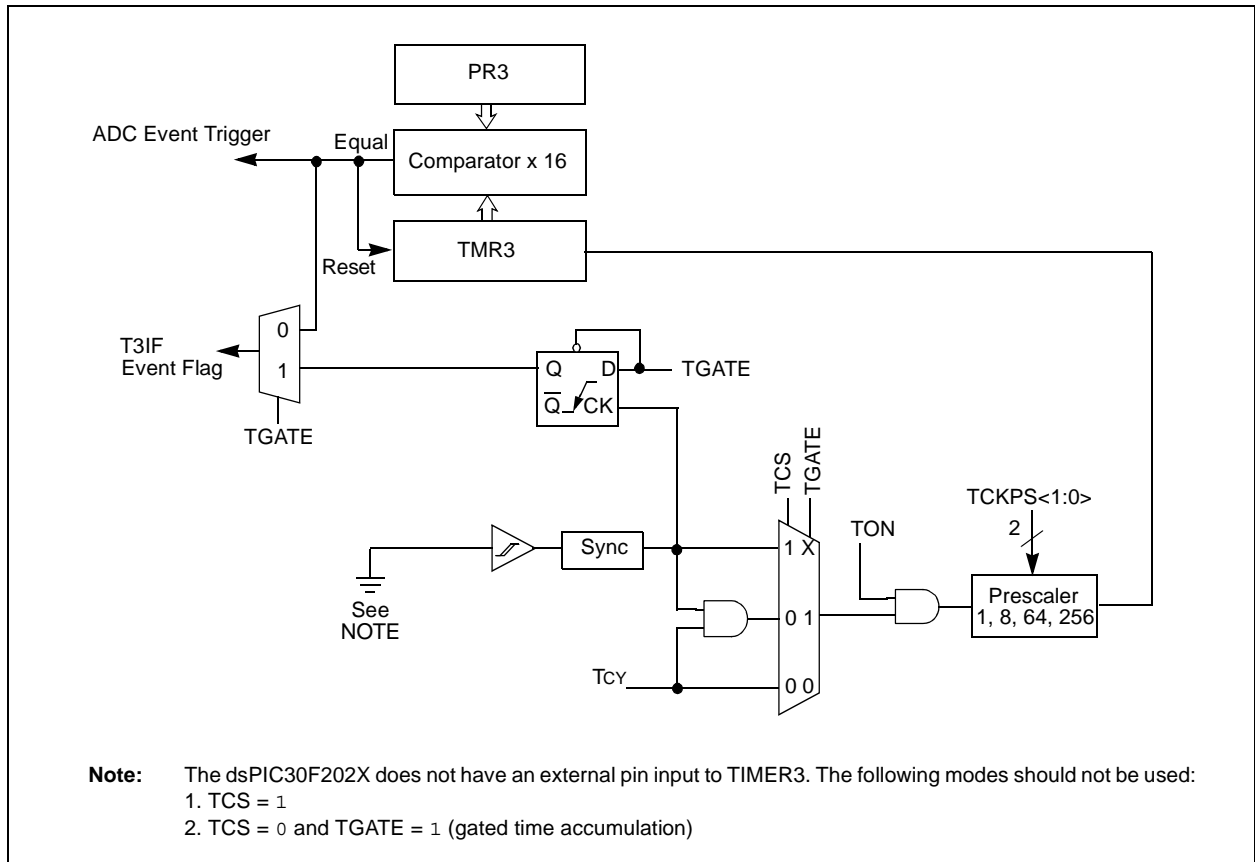 PR3
ADC Event Trigger
Equal
Comparator x 16
TMR3
Reset
0
1
T3IF
Event Flag
TGATE
Q D
Q CK
TGATE
TCS
TGATE
TCKPS<1:0>
2
TON
Sync
1 X
Prescaler
1, 8, 64, 256
See
NOTE
0 1
TCY
0 0
Note: The dsPIC30F202X does not have an external pin input to TIMER3. The following modes should not be used:
1. TCS = 1
2. TCS = 0 and TGATE = 1 (gated time accumulation)